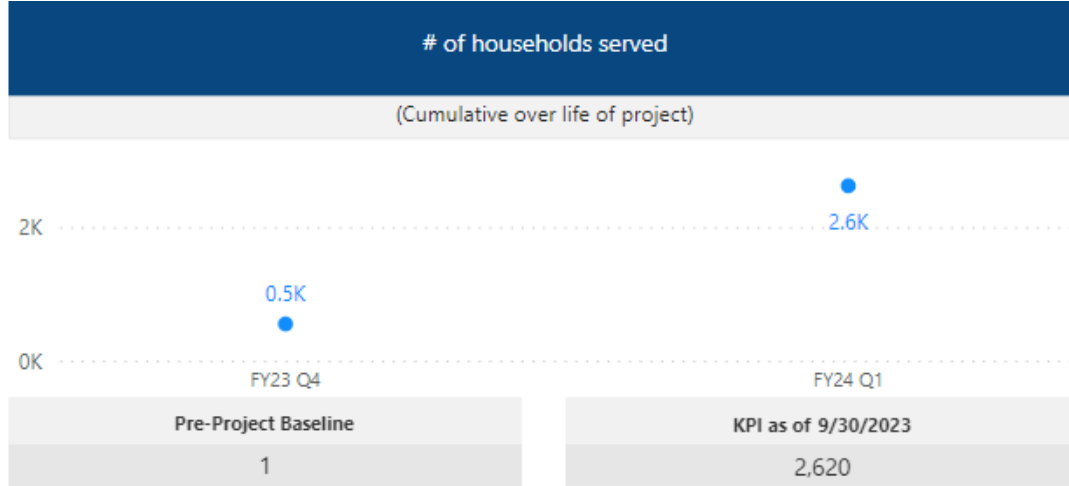 # of households served
(Cumulative over life of project)
2K
2.6K
0.5K
0K
FY23 Q4
FY24 Q1
Pre-Project Baseline
KPI as of 9/30/2023
1
2,620